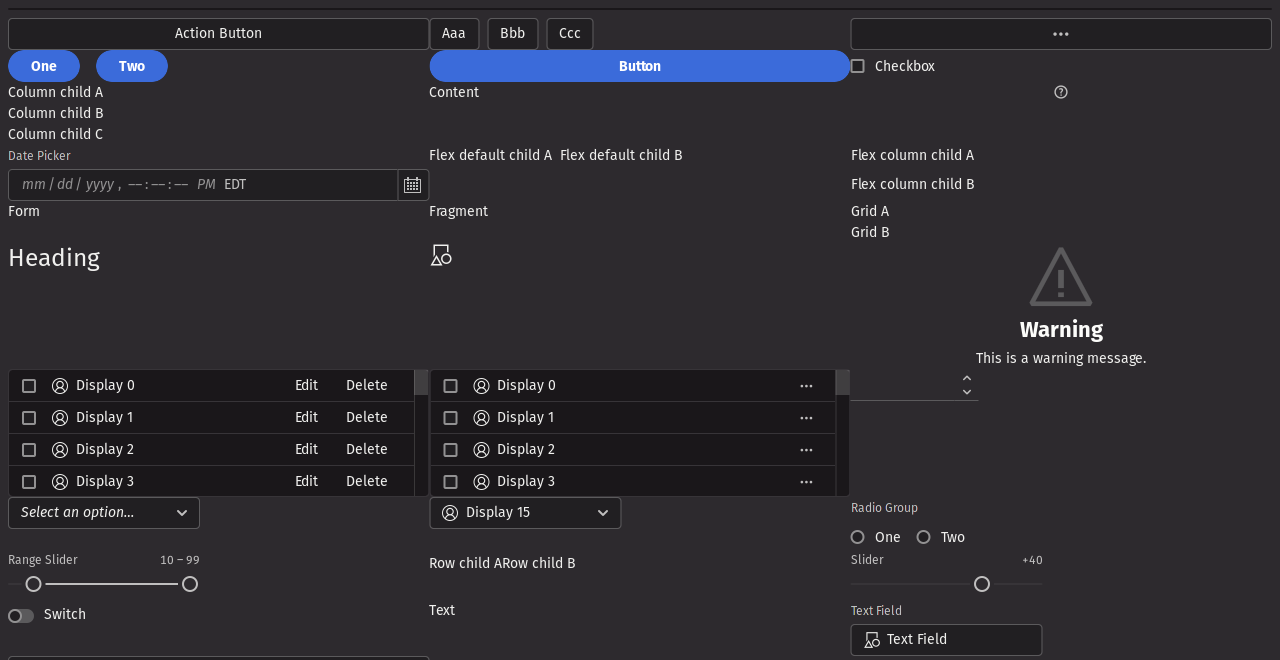 Action Button
Aaa Bbb Ccc
One Two
Button
Checkbox
Column child A
Column child B
Column child C
Content
Date Picker
mm / dd / yyyy , ––:––:–– PM EDT
Flex default child A Flex default child B
Flex column child A
Flex column child B
Form
Fragment
Grid A
Grid B
Heading
Warning
This is a warning message.
Display 0 Edit Delete
Display 1 Edit Delete
Display 2 Edit Delete
Display 3 Edit Delete
Display 0
Display 1
Display 2
Display 3
Select an option...
Display 15
Radio Group
One Two
Range Slider 10 – 99
Row child ARow child B
Slider +40
Switch
Text
Text Field
Text Field